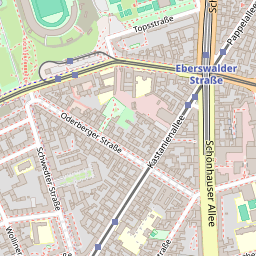 Topsstraße
Pappelallee
Eberswalder
Straße
Oderberger Straße
Kastanienallee
Schönhauser Allee
Schwedter Straße